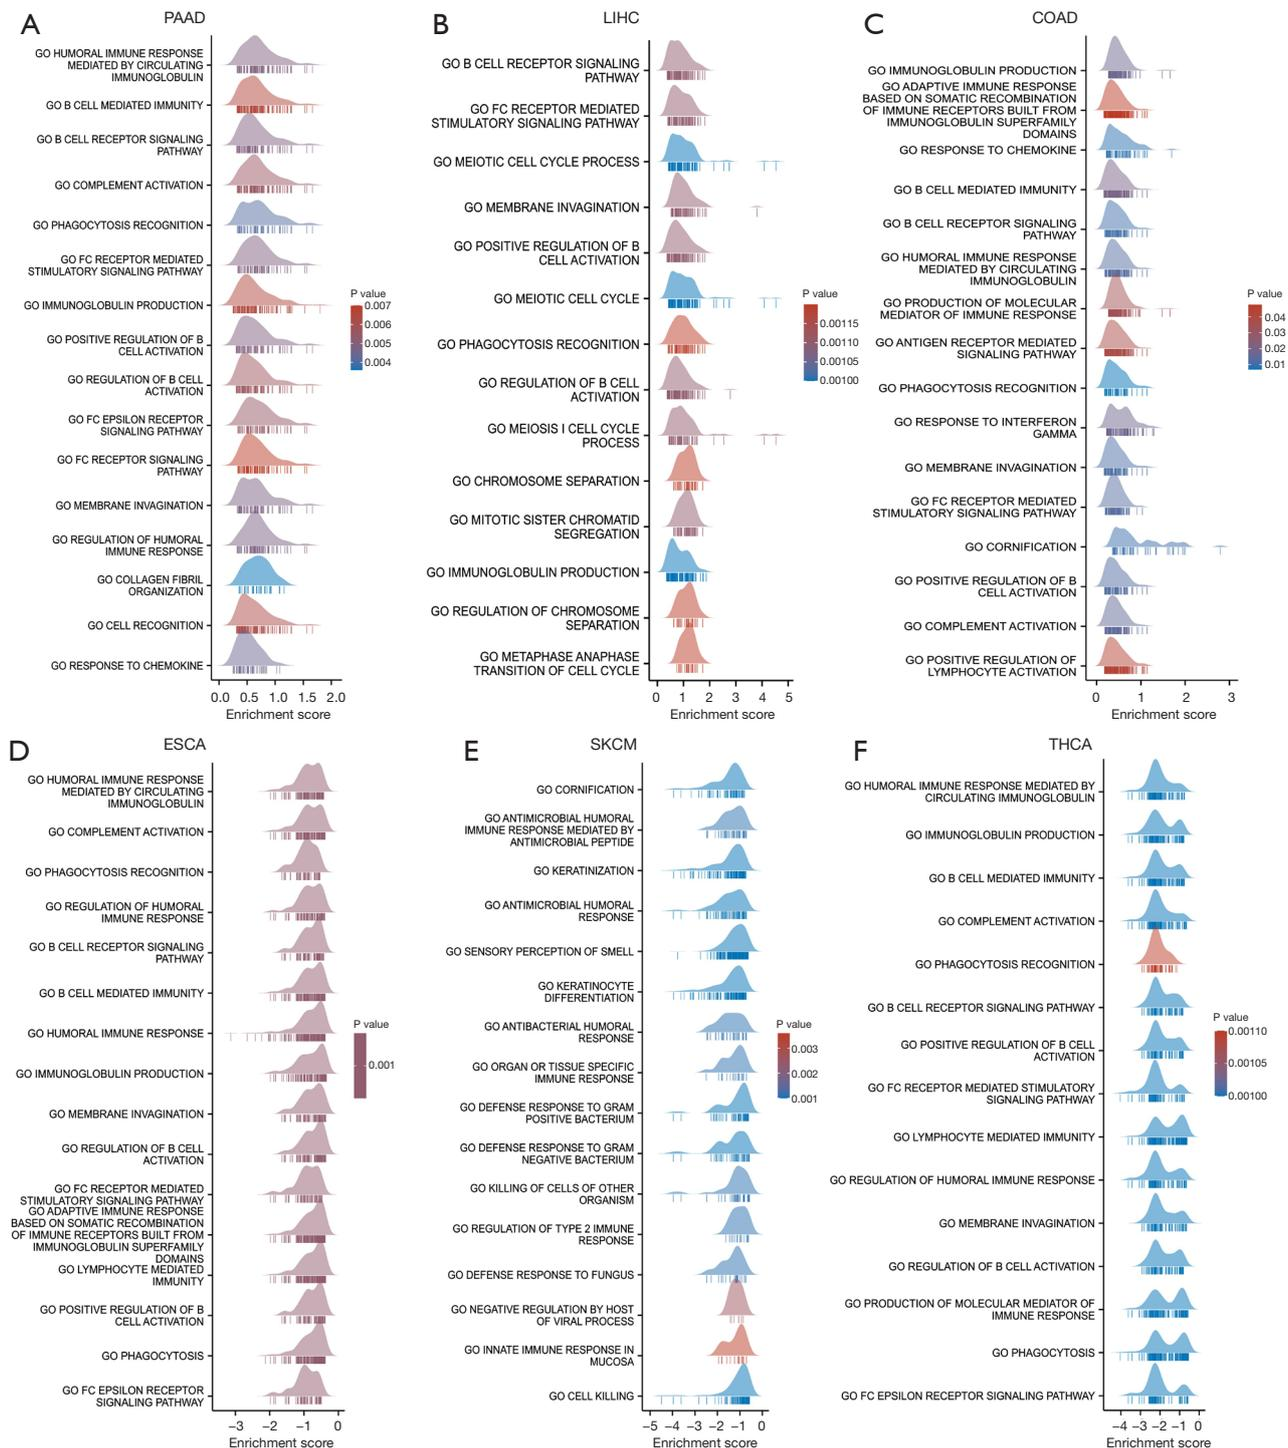 A
PAAD
GO HUMORAL IMMUNE RESPONSE
MEDIATED BY CIRCULATING
IMMUNOGLOBULIN
GO B CELL MEDIATED IMMUNITY
GO B CELL RECEPTOR SIGNALING
PATHWAY
GO COMPLEMENT ACTIVATION
GO PHAGOCYTOSIS RECOGNITION
GO FC RECEPTOR MEDIATED
STIMULATORY SIGNALING PATHWAY
GO IMMUNOGLOBULIN PRODUCTION
GO POSITIVE REGULATION OF B
CELL ACTIVATION
GO REGULATION OF B CELL
ACTIVATION
GO FC EPSILON RECEPTOR
SIGNALING PATHWAY
GO FC RECEPTOR SIGNALING
PATHWAY
GO MEMBRANE INVAGINATION
GO REGULATION OF HUMORAL
IMMUNE RESPONSE
GO COLLAGEN FIBRIL
ORGANIZATION
GO CELL RECOGNITION
GO RESPONSE TO CHEMOKINE
0.0 0.5 1.0 1.5 2.0
Enrichment score
P value
0.007
0.006
0.005
0.004
B
LIHC
GO B CELL RECEPTOR SIGNALING
PATHWAY
GO FC RECEPTOR MEDIATED
STIMULATORY SIGNALING PATHWAY
GO MEIOTIC CELL CYCLE PROCESS
GO MEMBRANE INVAGINATION
GO POSITIVE REGULATION OF B
CELL ACTIVATION
GO MEIOTIC CELL CYCLE
GO PHAGOCYTOSIS RECOGNITION
GO REGULATION OF B CELL
ACTIVATION
GO MEIOSIS I CELL CYCLE
PROCESS
GO CHROMOSOME SEPARATION
GO MITOTIC SISTER CHROMATID
SEGREGATION
GO IMMUNOGLOBULIN PRODUCTION
GO REGULATION OF CHROMOSOME
SEPARATION
GO METAPHASE ANAPHASE
TRANSITION OF CELL CYCLE
0 1 2 3 4 5
Enrichment score
P value
0.00115
0.00110
0.00105
0.00100
C
COAD
GO IMMUNOGLOBULIN PRODUCTION
GO ADAPTIVE IMMUNE RESPONSE
BASED ON SOMATIC RECOMBINATION
OF IMMUNE RECEPTORS BUILT FROM
IMMUNOGLOBULIN SUPERFAMILY
DOMAINS
GO RESPONSE TO CHEMOKINE
GO B CELL MEDIATED IMMUNITY
GO B CELL RECEPTOR SIGNALING
PATHWAY
GO HUMORAL IMMUNE RESPONSE
MEDIATED BY CIRCULATING
IMMUNOGLOBULIN
GO PRODUCTION OF MOLECULAR
MEDIATOR OF IMMUNE RESPONSE
GO ANTIGEN RECEPTOR MEDIATED
SIGNALING PATHWAY
GO PHAGOCYTOSIS RECOGNITION
GO RESPONSE TO INTERFERON
GAMMA
GO MEMBRANE INVAGINATION
GO FC RECEPTOR MEDIATED
STIMULATORY SIGNALING PATHWAY
GO CORNIFICATION
GO POSITIVE REGULATION OF B
CELL ACTIVATION
GO COMPLEMENT ACTIVATION
GO POSITIVE REGULATION OF
LYMPHOCYTE ACTIVATION
0 1 2 3
Enrichment score
P value
0.04
0.03
0.02
0.01
D
ESCA
GO HUMORAL IMMUNE RESPONSE
MEDIATED BY CIRCULATING
IMMUNOGLOBULIN
GO COMPLEMENT ACTIVATION
GO PHAGOCYTOSIS RECOGNITION
GO REGULATION OF HUMORAL
IMMUNE RESPONSE
GO B CELL RECEPTOR SIGNALING
PATHWAY
GO B CELL MEDIATED IMMUNITY
GO HUMORAL IMMUNE RESPONSE
GO IMMUNOGLOBULIN PRODUCTION
GO MEMBRANE INVAGINATION
GO REGULATION OF B CELL
ACTIVATION
GO FC RECEPTOR MEDIATED
STIMULATORY SIGNALING PATHWAY
GO ADAPTIVE IMMUNE RESPONSE
BASED ON SOMATIC RECOMBINATION
OF IMMUNE RECEPTORS BUILT FROM
IMMUNOGLOBULIN SUPERFAMILY
DOMAINS
GO LYMPHOCYTE MEDIATED
IMMUNITY
GO POSITIVE REGULATION OF B
CELL ACTIVATION
GO PHAGOCYTOSIS
GO FC EPSILON RECEPTOR
SIGNALING PATHWAY
−3 −2 −1 0
Enrichment score
P value
0.001
E
SKCM
GO CORNIFICATION
GO ANTIMICROBIAL HUMORAL
IMMUNE RESPONSE MEDIATED BY
ANTIMICROBIAL PEPTIDE
GO KERATINIZATION
GO ANTIMICROBIAL HUMORAL
RESPONSE
GO SENSORY PERCEPTION OF SMELL
GO KERATINOCYTE
DIFFERENTIATION
GO ANTIBACTERIAL HUMORAL
RESPONSE
GO ORGAN OR TISSUE SPECIFIC
IMMUNE RESPONSE
GO DEFENSE RESPONSE TO GRAM
POSITIVE BACTERIUM
GO DEFENSE RESPONSE TO GRAM
NEGATIVE BACTERIUM
GO KILLING OF CELLS OF OTHER
ORGANISM
GO REGULATION OF TYPE 2 IMMUNE
RESPONSE
GO DEFENSE RESPONSE TO FUNGUS
GO NEGATIVE REGULATION BY HOST
OF VIRAL PROCESS
GO INNATE IMMUNE RESPONSE IN
MUCOSA
GO CELL KILLING
−5 −4 −3 −2 −1 0
Enrichment score
P value
0.003
0.002
0.001
F
THCA
GO HUMORAL IMMUNE RESPONSE MEDIATED BY
CIRCULATING IMMUNOGLOBULIN
GO IMMUNOGLOBULIN PRODUCTION
GO B CELL MEDIATED IMMUNITY
GO COMPLEMENT ACTIVATION
GO PHAGOCYTOSIS RECOGNITION
GO B CELL RECEPTOR SIGNALING PATHWAY
GO POSITIVE REGULATION OF B CELL
ACTIVATION
GO FC RECEPTOR MEDIATED STIMULATORY
SIGNALING PATHWAY
GO LYMPHOCYTE MEDIATED IMMUNITY
GO REGULATION OF HUMORAL IMMUNE RESPONSE
GO MEMBRANE INVAGINATION
GO REGULATION OF B CELL ACTIVATION
GO PRODUCTION OF MOLECULAR MEDIATOR OF
IMMUNE RESPONSE
GO PHAGOCYTOSIS
GO FC EPSILON RECEPTOR SIGNALING PATHWAY
−4 −3 −2 −1 0
Enrichment score
P value
0.00110
0.00105
0.00100